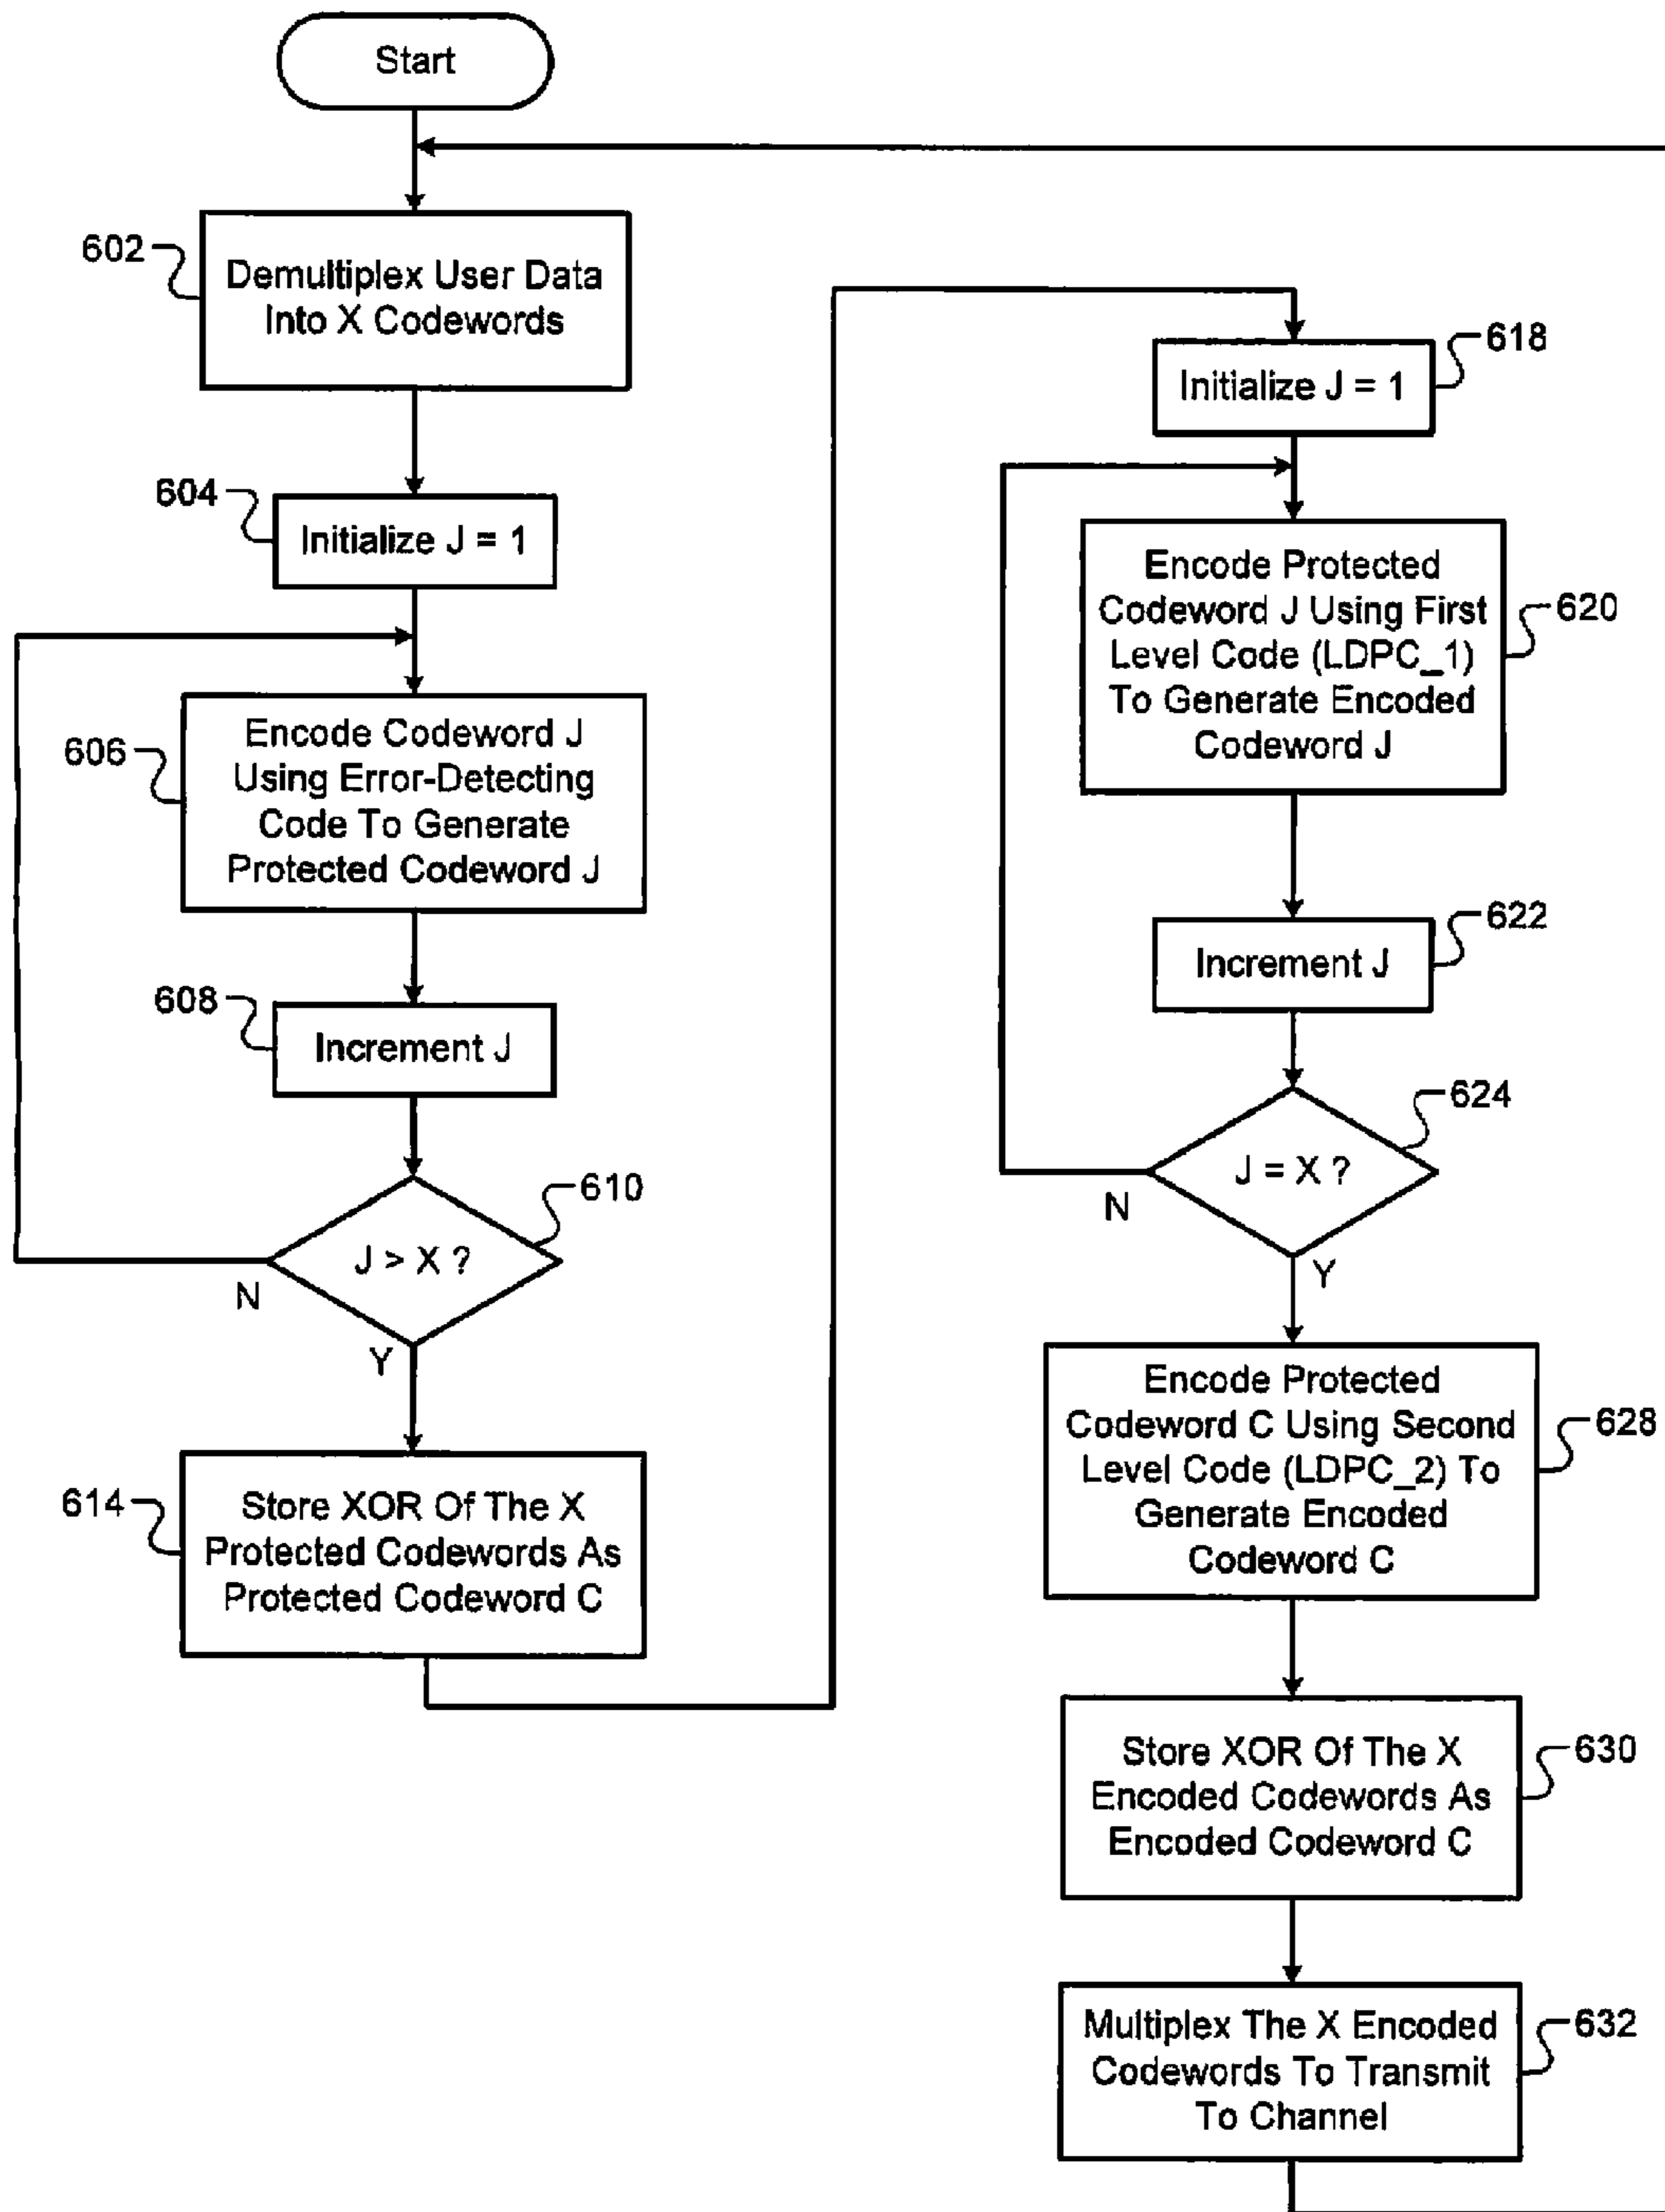 Start
602
Demultiplex User Data
Into X Codewords
604
Initialize J = 1
606
Encode Codeword J
Using Error-Detecting
Code To Generate
Protected Codeword J
608
Increment J
610
J > X ?
N
Y
614
Store XOR Of The X
Protected Codewords As
Protected Codeword C
618
Initialize J = 1
620
Encode Protected
Codeword J Using First
Level Code (LDPC_1)
To Generate Encoded
Codeword J
622
Increment J
624
J = X ?
N
Y
628
Encode Protected
Codeword C Using Second
Level Code (LDPC_2) To
Generate Encoded
Codeword C
630
Store XOR Of The X
Encoded Codewords As
Encoded Codeword C
632
Multiplex The X Encoded
Codewords To Transmit
To Channel